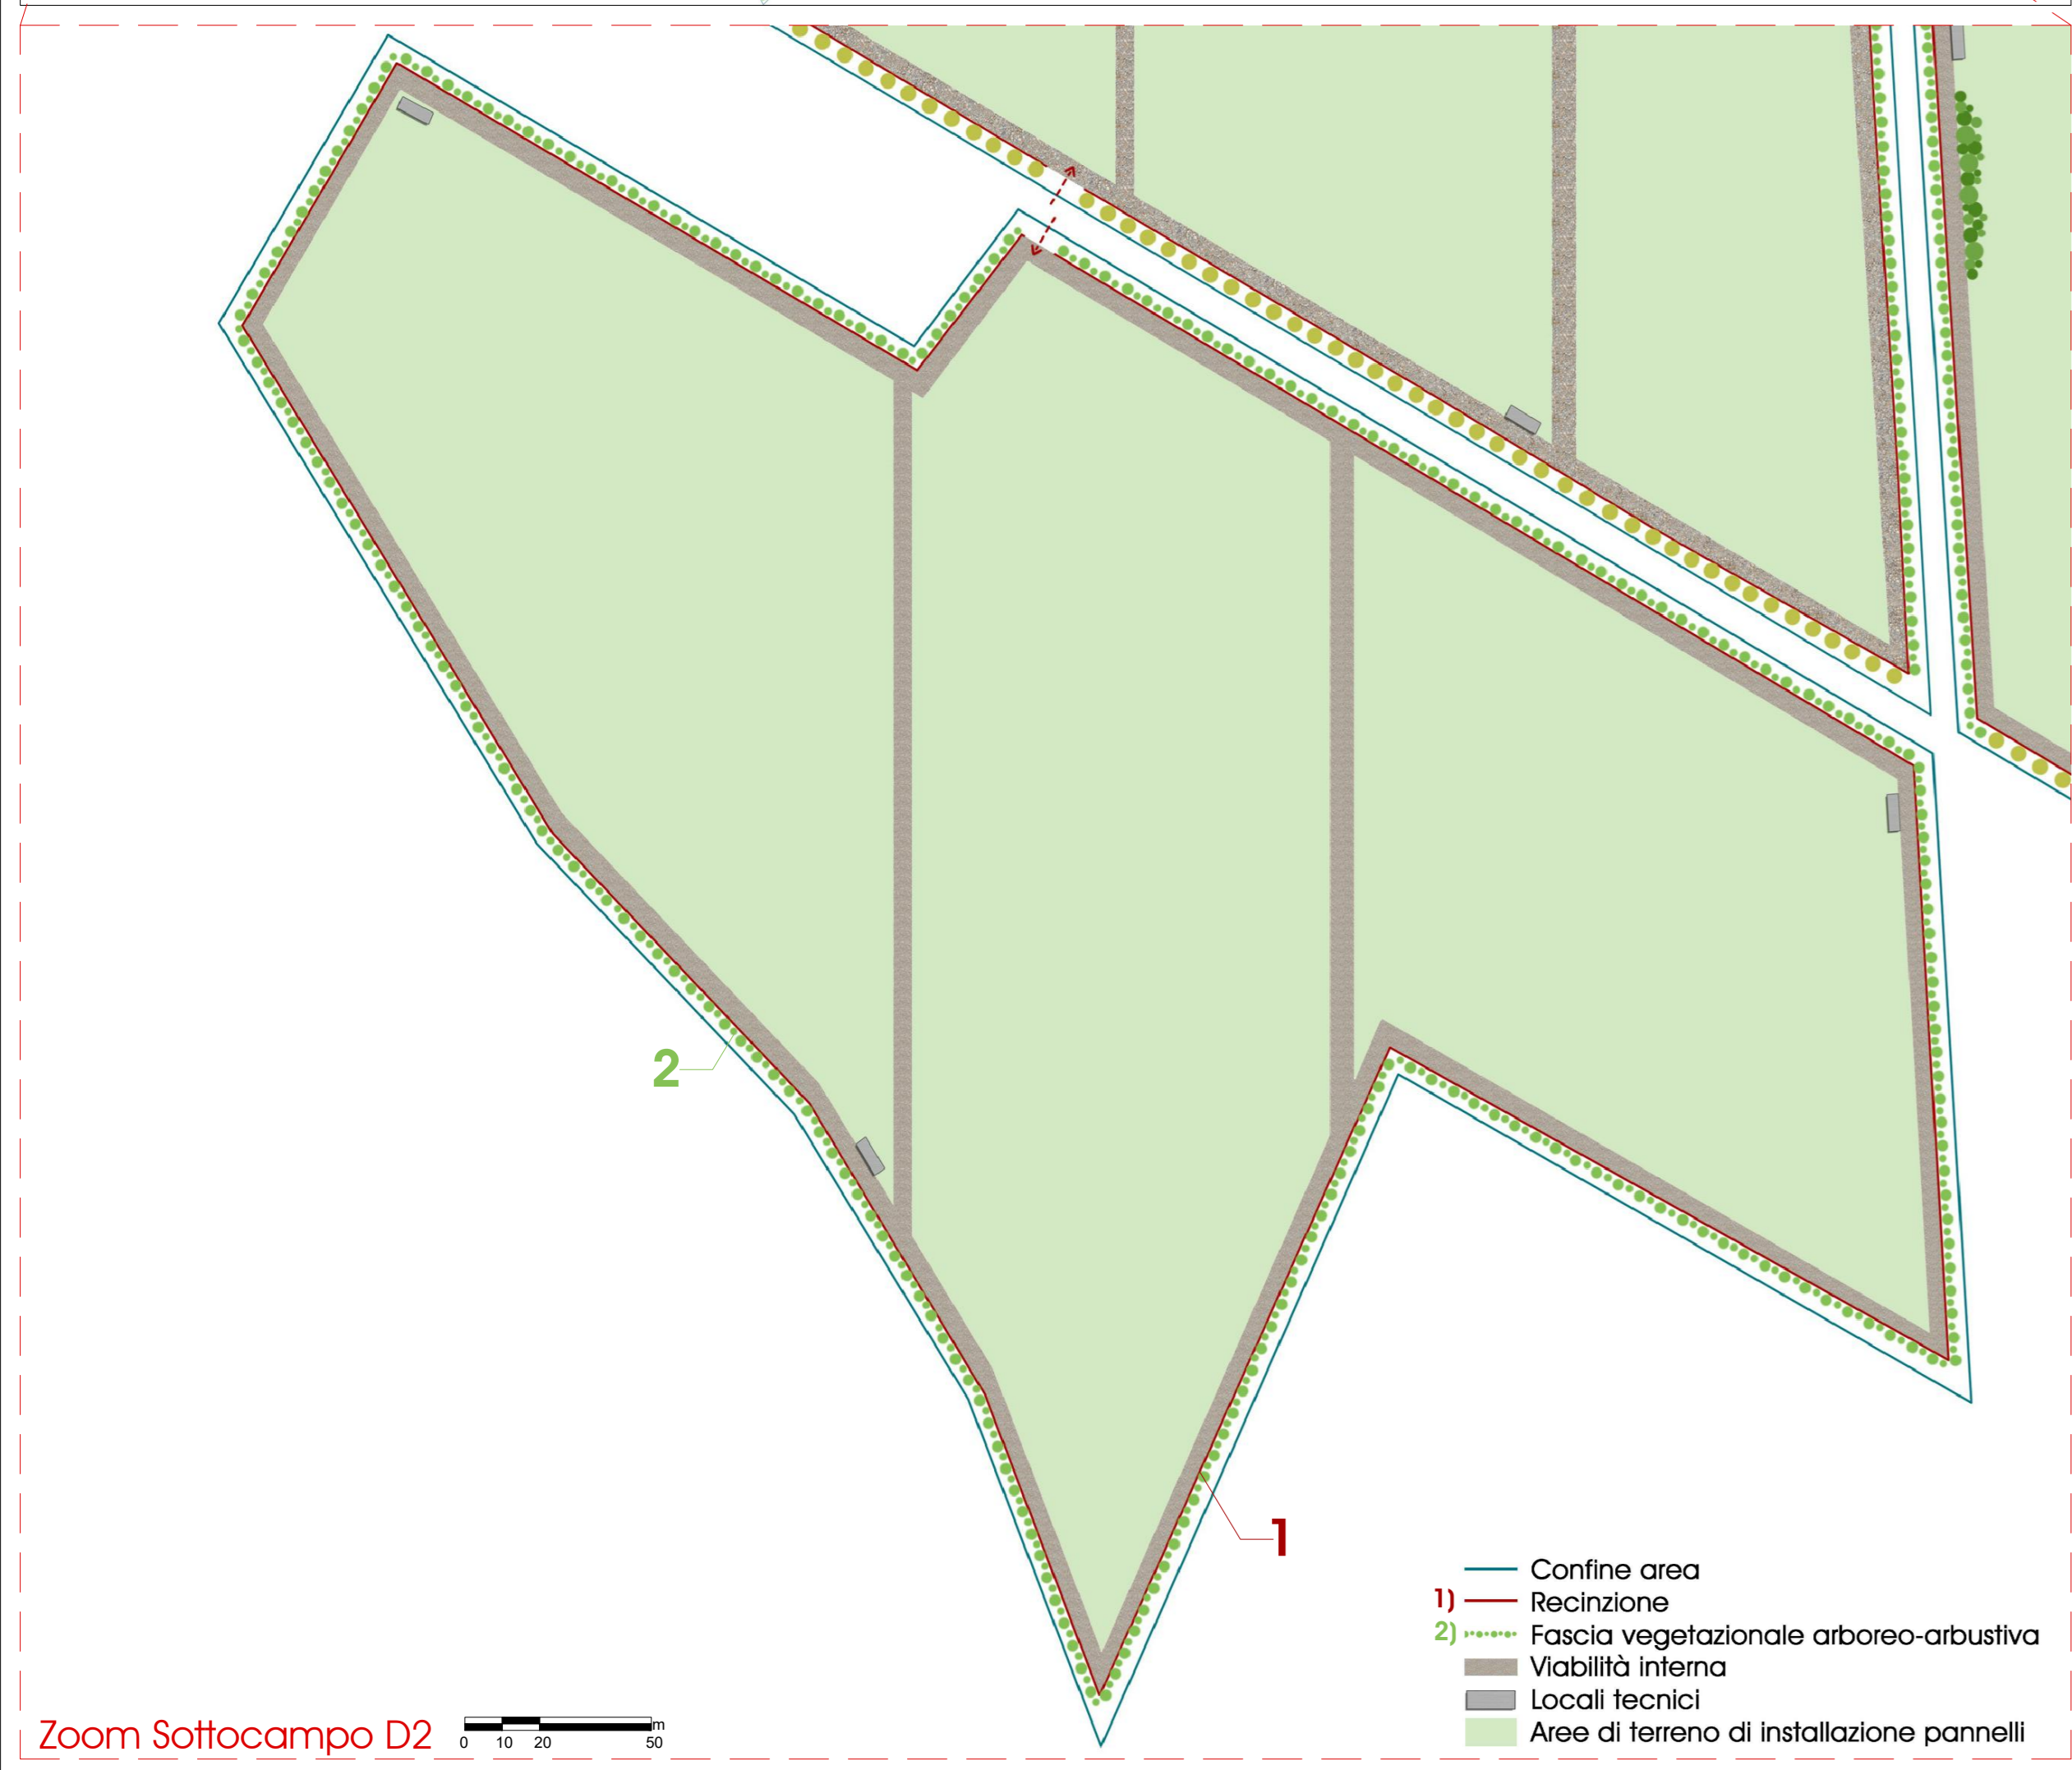 2
1
Confine area
1) Recinzione
2) Fascia vegetazionale arboreo-arbustiva
Viabilità interna
Locali tecnici
Aree di terreno di installazione pannelli
Zoom Sottocampo D2
m
0 10 20 50